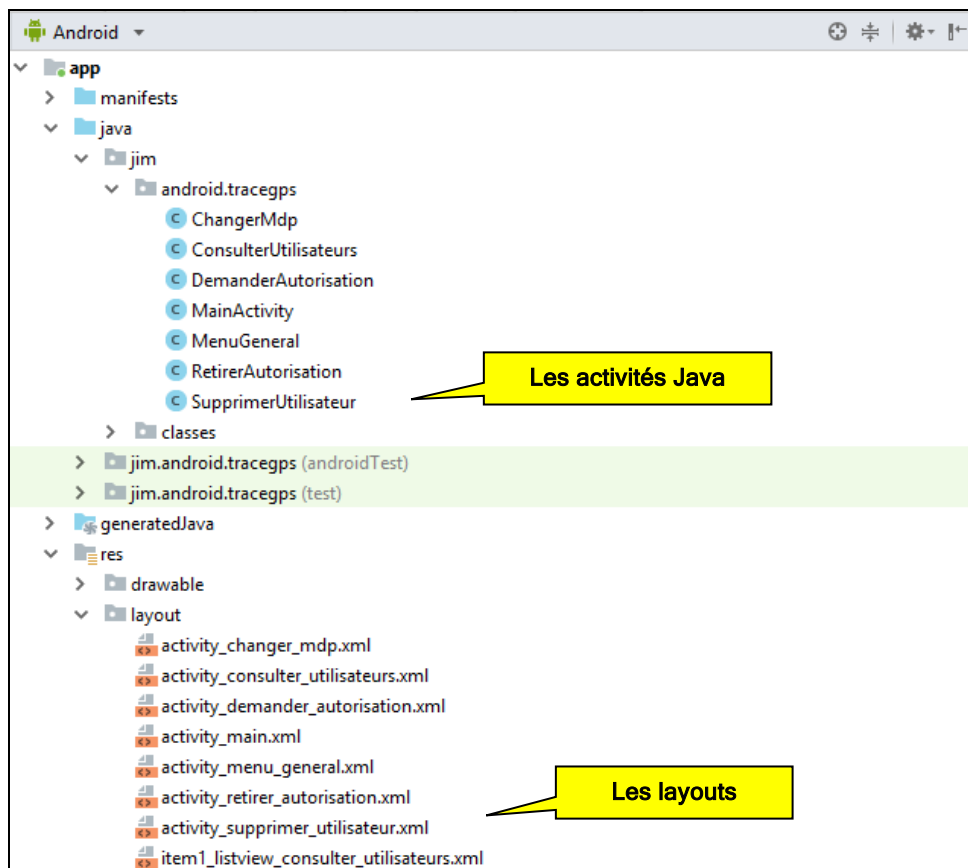 Android
app
manifests
java
jim
android.tracegps
C ChangerMdp
C ConsulterUtilisateurs
C DemanderAutorisation
C MainActivity
C MenuGeneral
C RetirerAutorisation
Les activités Java
C SupprimerUtilisateur
classes
jim.android.tracegps (androidTest)
jim.android.tracegps (test)
generatedJava
res
drawable
layout
activity_changer_mdp.xml
activity_consulter_utilisateurs.xml
activity_demander_autorisation.xml
activity_main.xml
activity_menu_general.xml
activity_retirer_autorisation.xml
Les layouts
activity_supprimer_utilisateur.xml
item1_listview_consulter_utilisateurs.xml